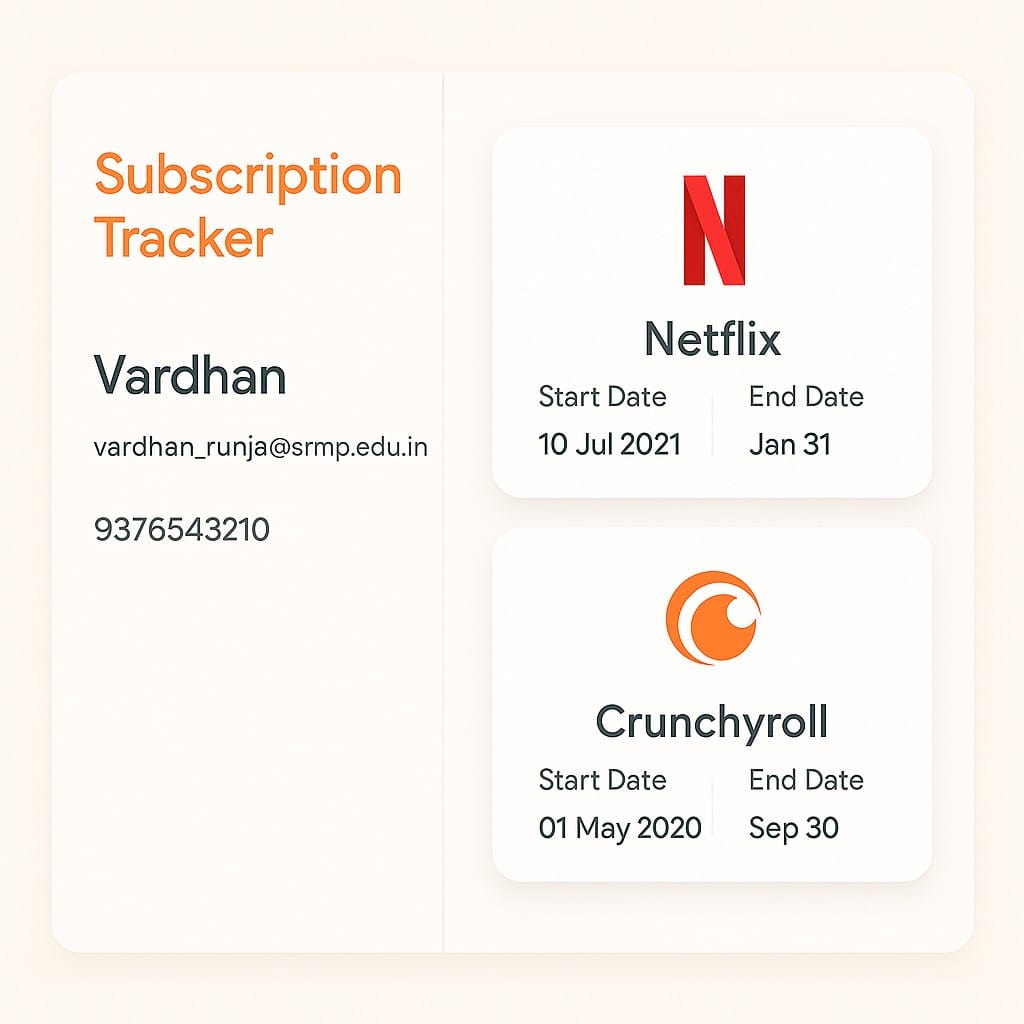 Subscription
Tracker
Vardhan
vardhan_runja@srmp.edu.in
9376543210
Netflix
Start Date
End Date
10 Jul 2021
Jan 31
Crunchyroll
Start Date
End Date
01 May 2020
Sep 30